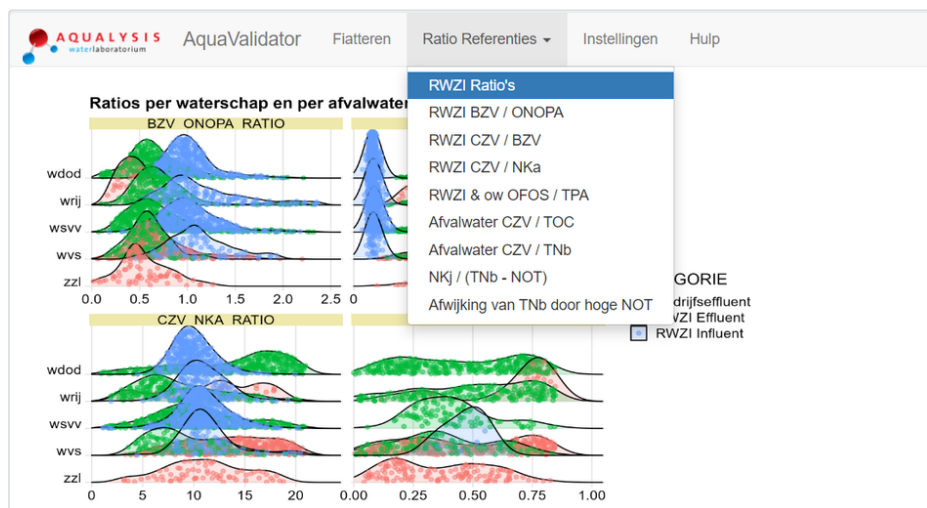 AQUALYSIS
waterlaboratorium
AquaValidator Fiatteren Ratio Referenties Instellingen Hulp
RWZI Ratio's
RWZI BZV / ONOPA
RWZI CZV / BZV
RWZI CZV / NKa
RWZI & ow OFOS / TPA
Afvalwater CZV / TOC
Afvalwater CZV / TNb
NKj / (TNb - NOT)
Afwijking van TNb door hoge NOT
Ratios per waterschap en per afvalwater
BZV ONOPA RATIO
wdod
wrij
wsvv
wvs
zzl
0.0 0.5 1.0 1.5 2.0 2.5
0
CZV NKA RATIO
wdod
wrij
wsvv
wvs
zzl
0 5 10 15 20
0.00 0.25 0.50 0.75 1.00
EGORIE
drijfseffluent
WZI Effluent
RWZI Influent